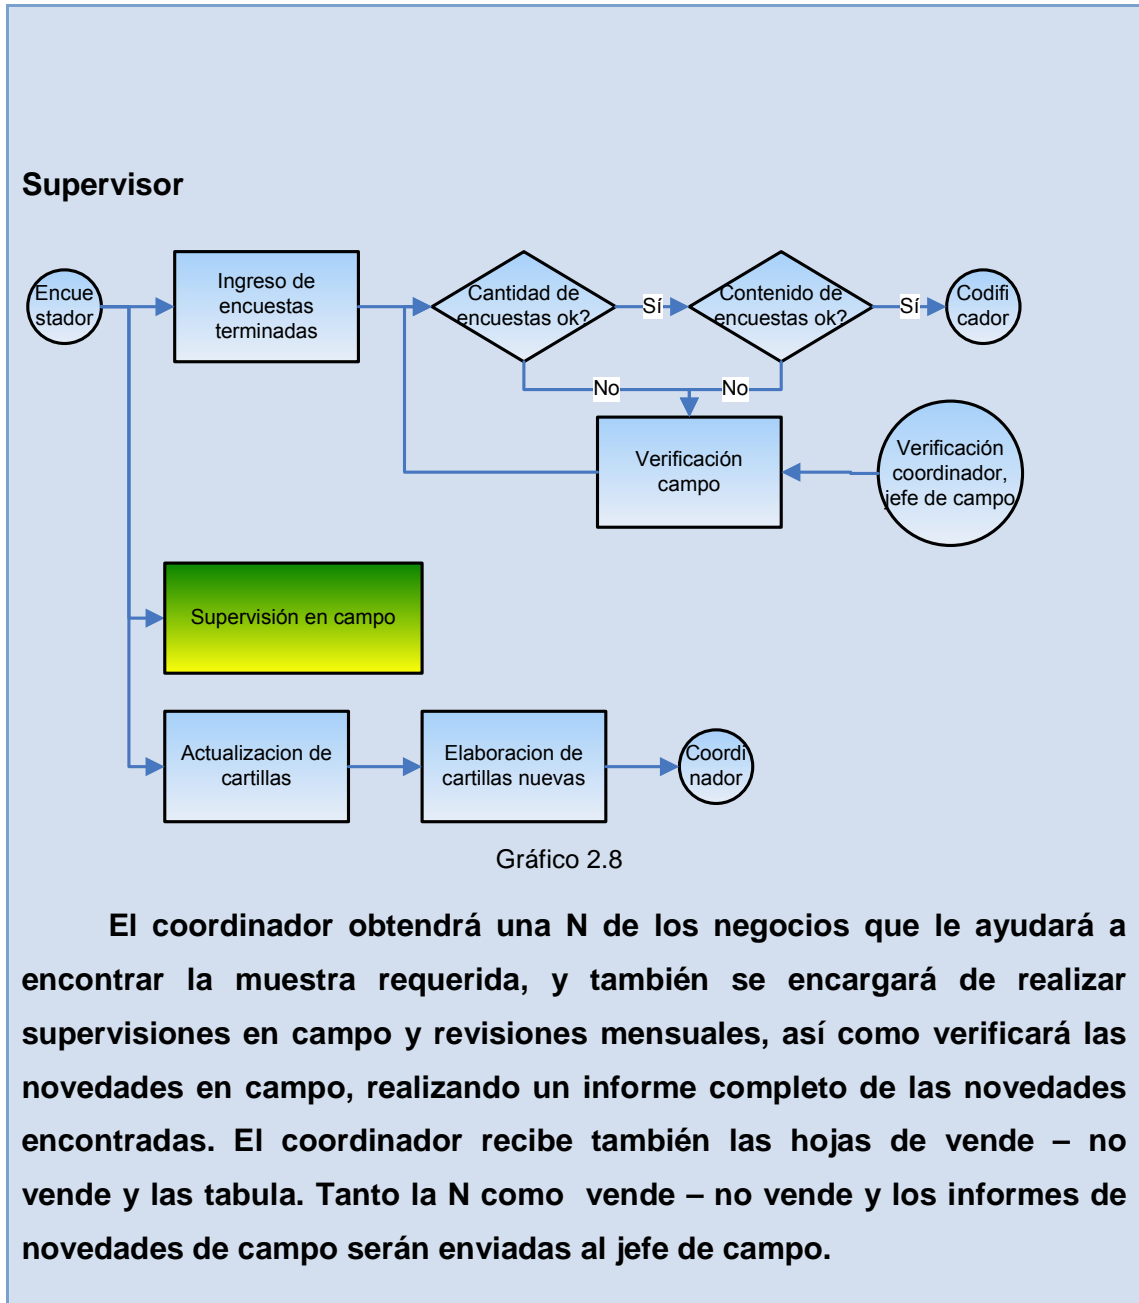 Supervisor
Encue
stador
Ingreso de
encuestas
terminadas
Cantidad de
encuestas ok?
Sí
Contenido de
encuestas ok?
Sí
Codifi
cador
No
No
Verificación
campo
Verificación
coordinador,
jefe de campo
Supervisión en campo
Actualizacion de
cartillas
Elaboracion de
cartillas nuevas
Coordi
nador
Gráfico 2.8
El coordinador obtendrá una N de los negocios que le ayudará a
encontrar la muestra requerida, y también se encargará de realizar
supervisiones en campo y revisiones mensuales, así como verificará las
novedades en campo, realizando un informe completo de las novedades
encontradas. El coordinador recibe también las hojas de vende – no
vende y las tabula. Tanto la N como vende – no vende y los informes de
novedades de campo serán enviadas al jefe de campo.